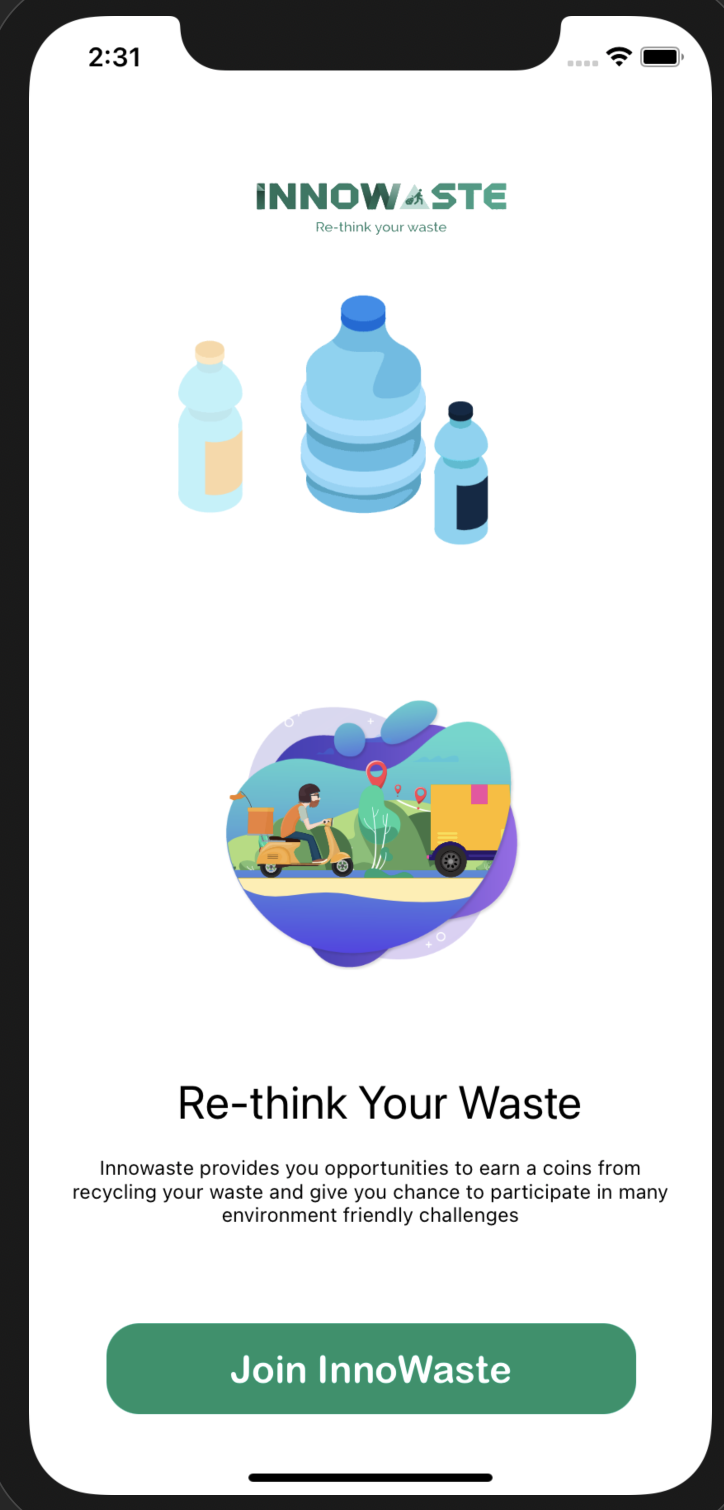 2:31
INNOWASTE
Re-think your waste
Re-think Your Waste
Innowaste provides you opportunities to earn a coins from
recycling your waste and give you chance to participate in many
environment friendly challenges
Join InnoWaste